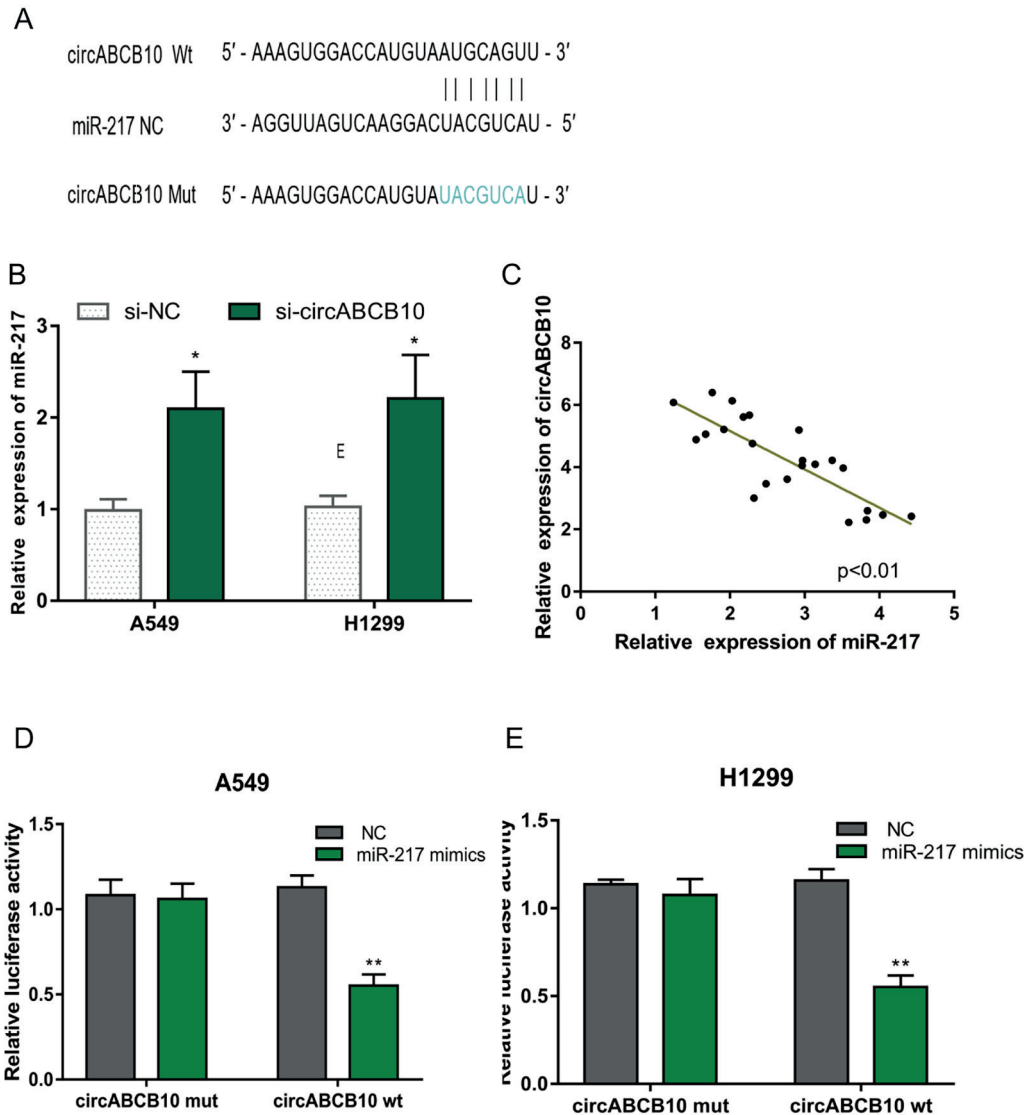 A
circABCB10 Wt 5′ - AAAGUGGACCAUGUAAUGCAGUU - 3′
miR-217 NC 3′ - AGGUUAGUCAAGGACUACGUCAU - 5′
circABCB10 Mut 5′ - AAAGUGGACCAUGUAUACGUCAU - 3′
B
si-NC si-circABCB10
Relative expression of miR-217
3
2
1
0
*
*
E
A549 H1299
C
Relative expression of circABCB10
8
6
4
2
0
p<0.01
0 1 2 3 4 5
Relative expression of miR-217
D
A549
NC
miR-217 mimics
Relative luciferase activity
1.5
1.0
0.5
0.0
**
circABCB10 mut circABCB10 wt
E
H1299
NC
miR-217 mimics
Relative luciferase activity
1.5
1.0
0.5
0.0
**
circABCB10 mut circABCB10 wt